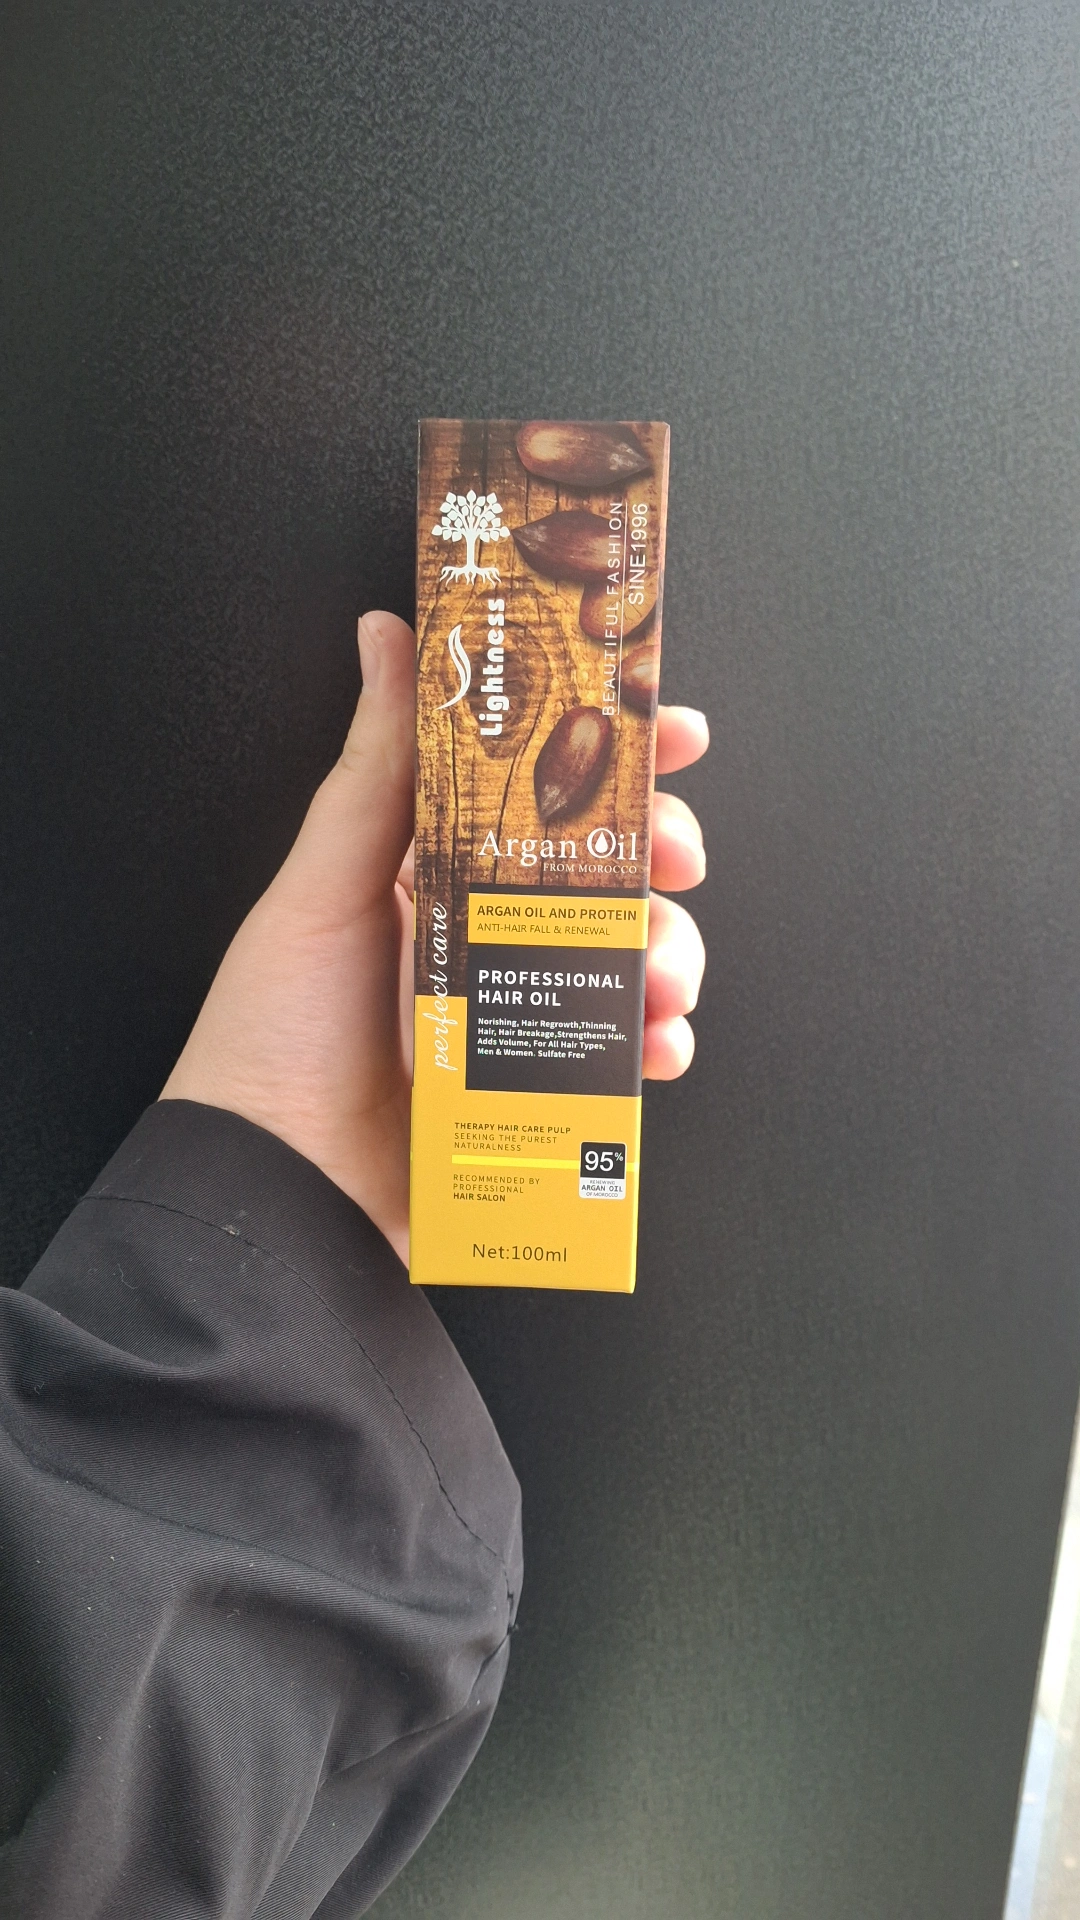 Lightness
BEAUTIFUL FASHION
SINE1996
Argan Oil
FROM MOROCCO
perfect care
ARGAN OIL AND PROTEIN
ANTI-HAIR FALL & RENEWAL
PROFESSIONAL
HAIR OIL
Norishing, Hair Regrowth,Thinning
Hair, Hair Breakage,Strengthens Hair,
Adds Volume, For All Hair Types,
Men & Women. Sulfate Free
THERAPY HAIR CARE PULP
SEEKING THE PUREST
NATURALNESS
RECOMMENDED BY
PROFESSIONAL
HAIR SALON
95%
RENEWING
ARGAN OIL
OF MOROCCO
Net:100ml